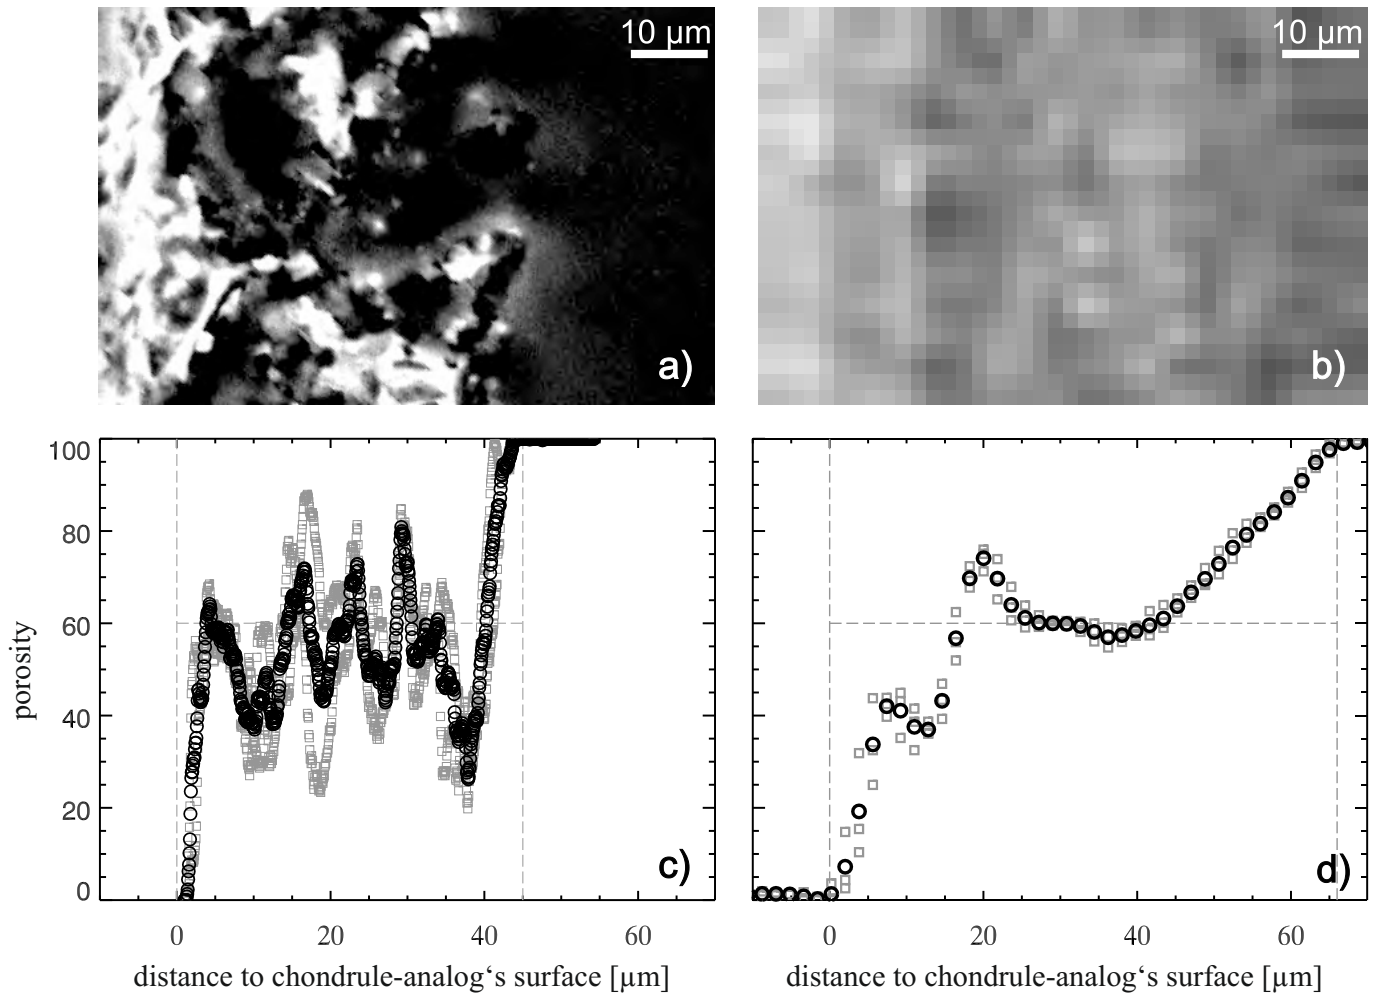 10 µm
10 µm
a)
b)
100
80
60
40
20
0
porosity
c)
d)
0 20 40 60
0 20 40 60
distance to chondrule-analog‘s surface [µm]
distance to chondrule-analog‘s surface [µm]